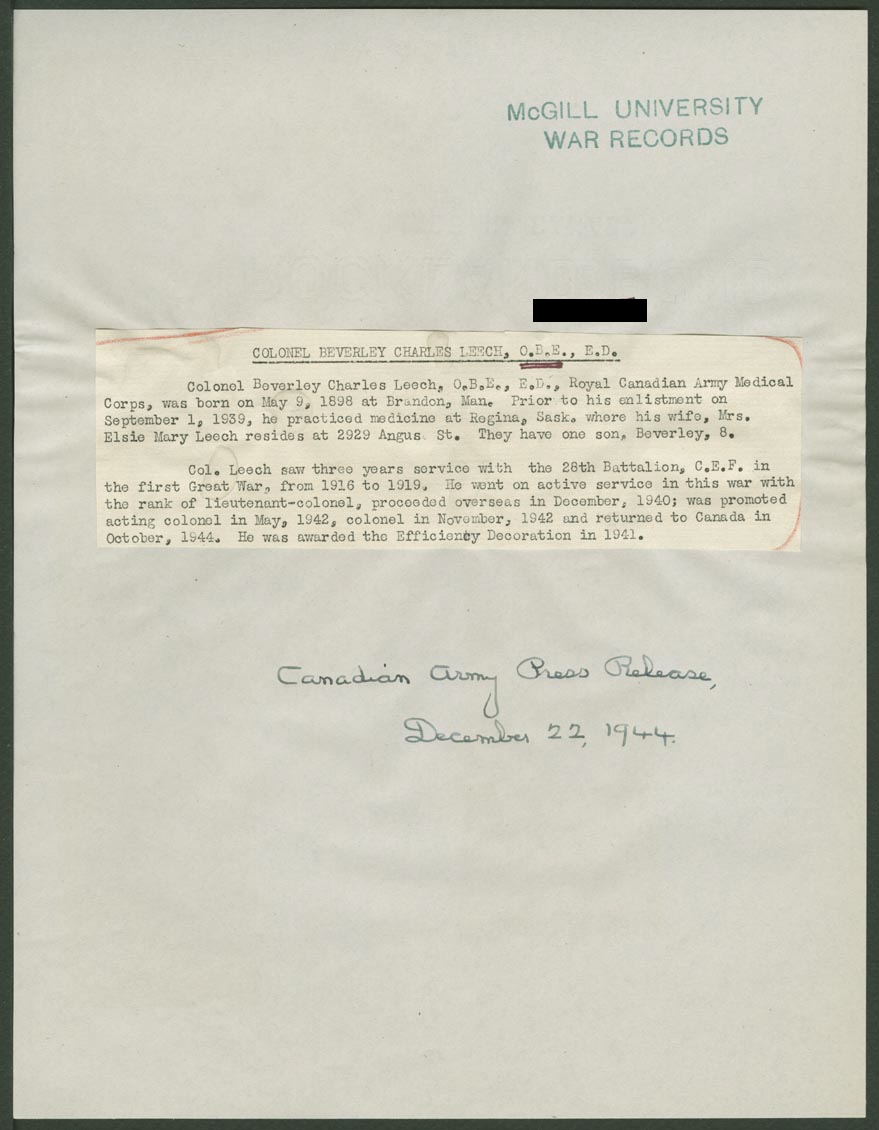 McGILL UNIVERSITY
WAR RECORDS
COLONEL BEVERLEY CHARLES LEECH, O.B.E., E.D.
Colonel Beverley Charles Leech, O.B.E., E.D., Royal Canadian Army Medical
Corps, was born on May 9, 1898 at Brandon, Man. Prior to his enlistment on
September 1, 1939, he practiced medicine at Regina, Sask. where his wife, Mrs.
Elsie Mary Leech resides at 2929 Angus St. They have one son, Beverley, 8.
Col. Leech saw three years service with the 28th Battalion, C.E.F. in
the first Great War, from 1916 to 1919. He went on active service in this war with
the rank of lieutenant-colonel, proceeded overseas in December, 1940; was promoted
acting colonel in May, 1942, colonel in November, 1942 and returned to Canada in
October, 1944. He was awarded the Efficiency Decoration in 1941.
Canadian Army Press Release,
December 22, 1944.